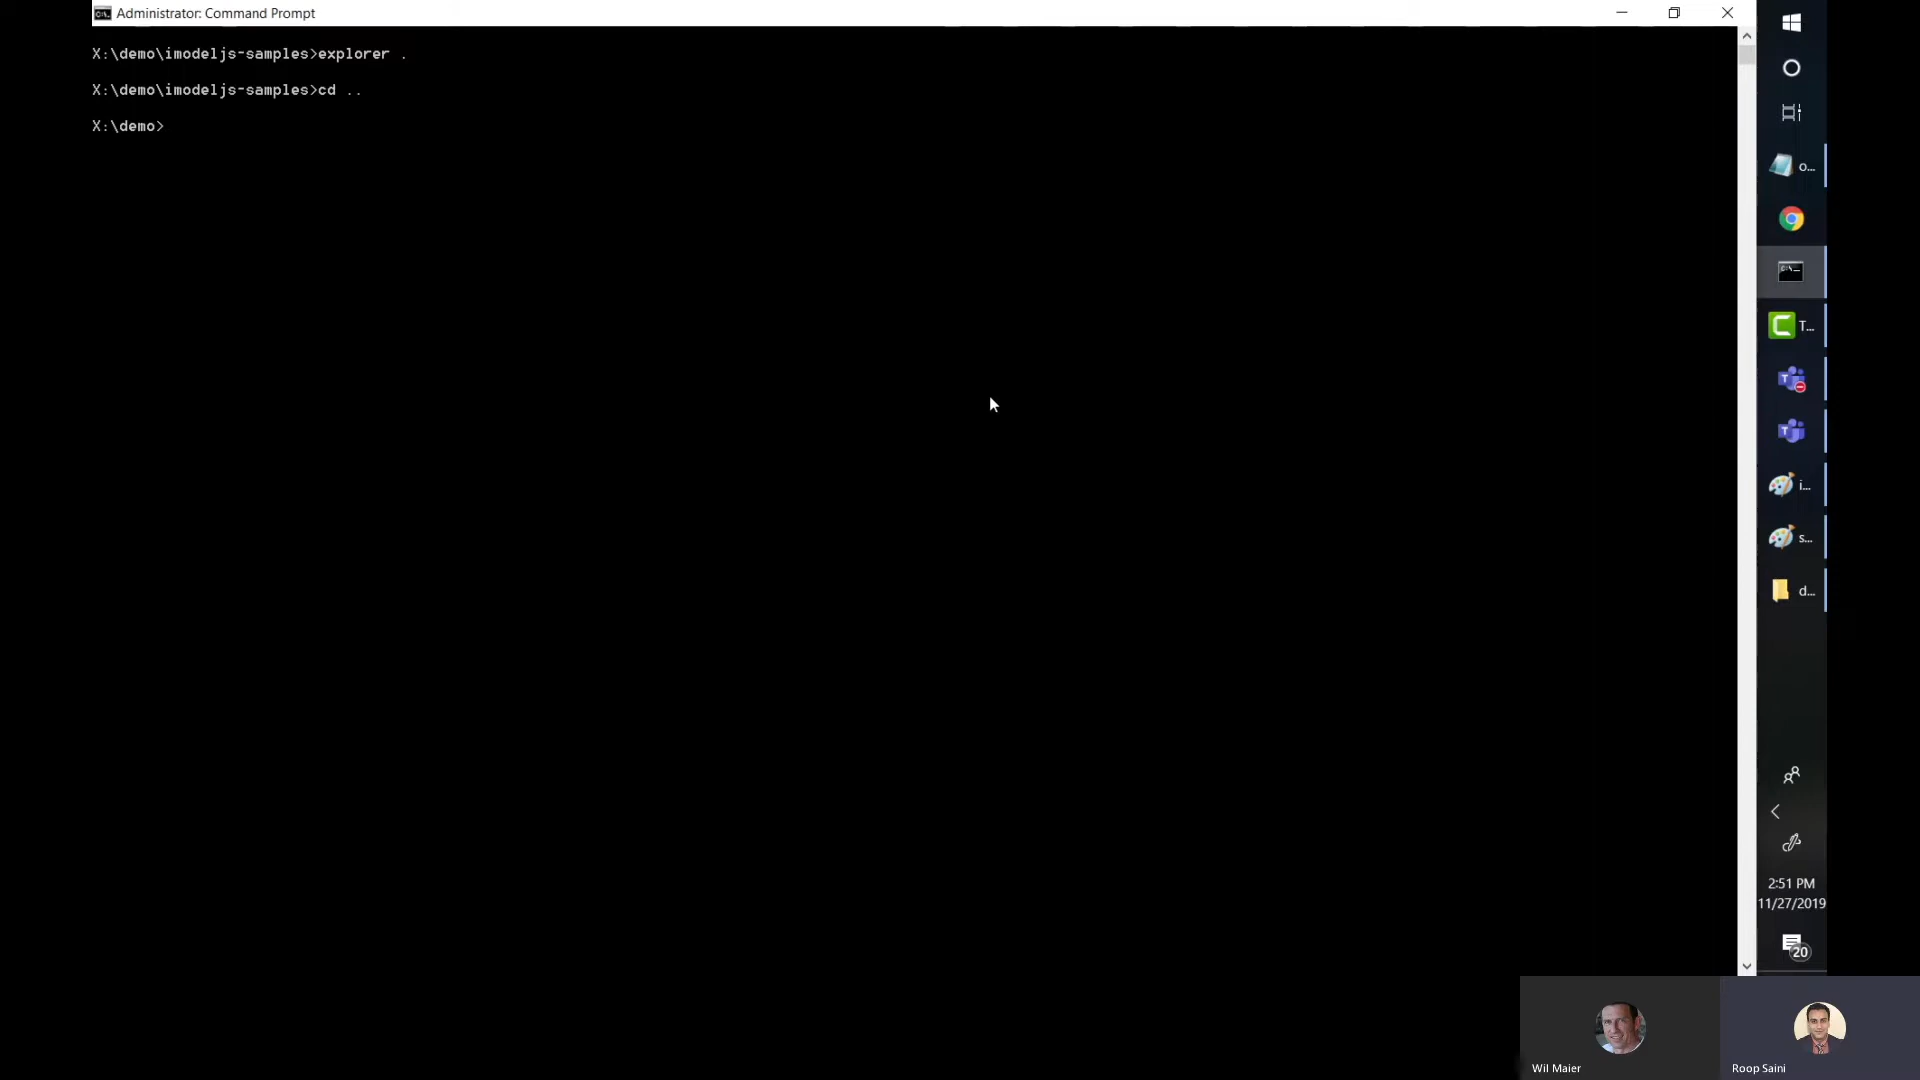 Administrator: Command Prompt
X:\demo\imodeljs-samples>explorer .
X:\demo\imodeljs-samples>cd ..
X:\demo>
o...
T...
i...
s...
d...
2:51 PM
11/27/2019
20
Wil Maier
Roop Saini